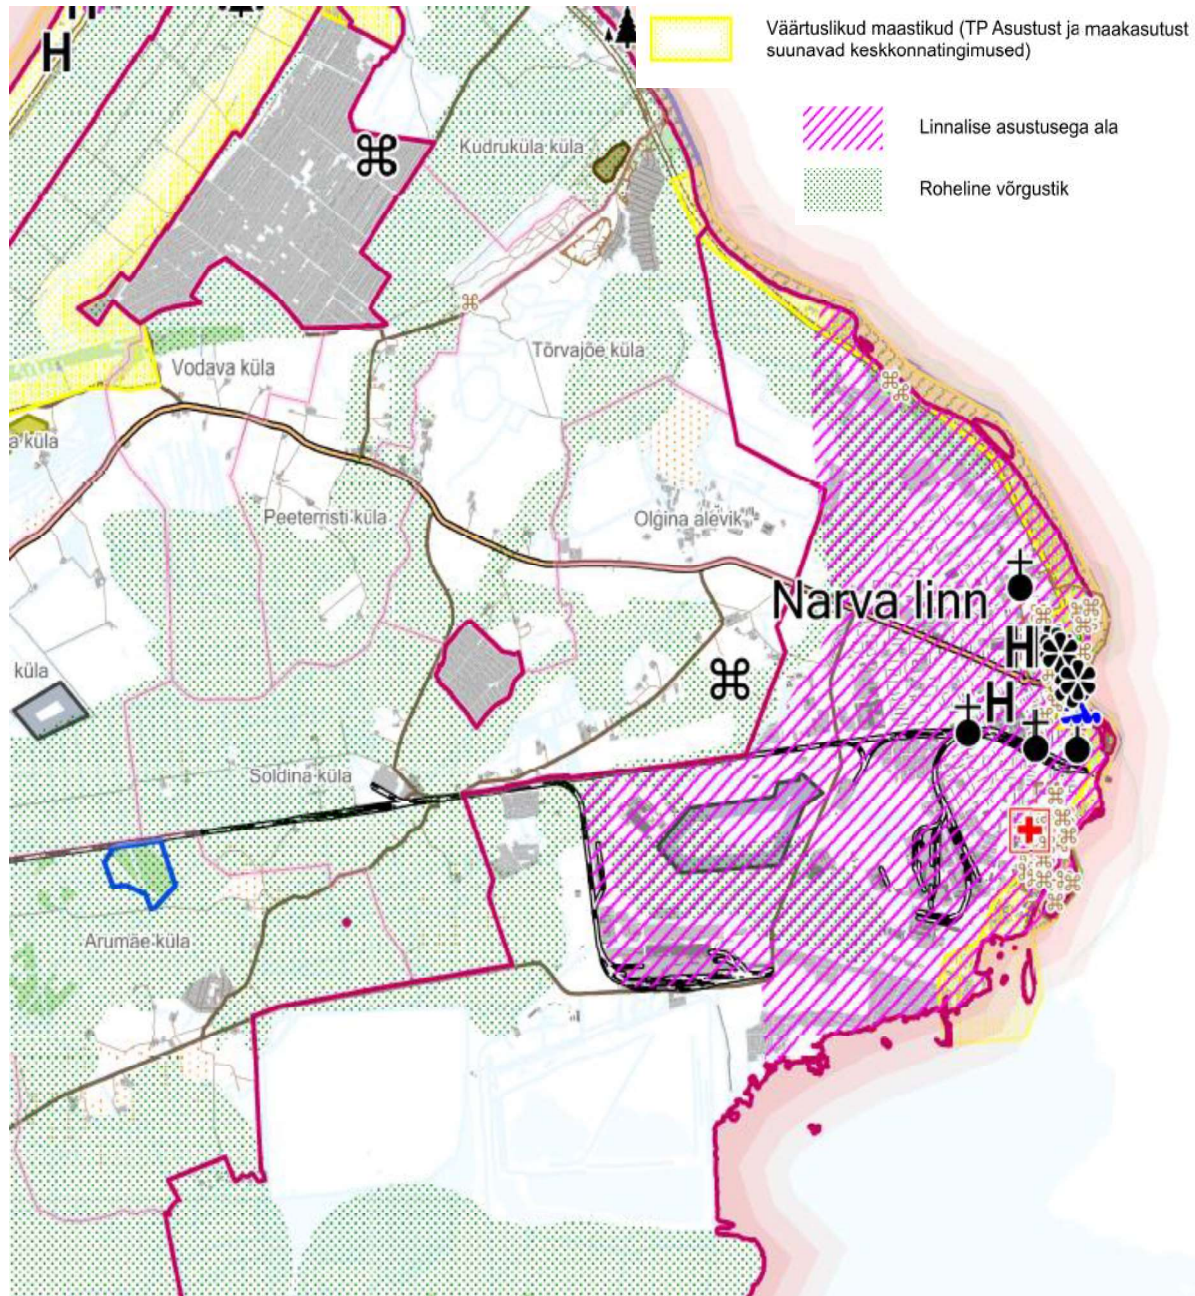 Väärtuslikud maastikud (TP Asustust ja maakasutust
suunavad keskkonnatingimused)
Linnalise asustusega ala
Roheline võrgustik
H
Kudruküla küla
Tõrvajõe küla
Vodava küla
a küla
Peeterristi küla
Olgina alevik
Narva linn
H
küla
H
Soldina küla
Arumäe küla